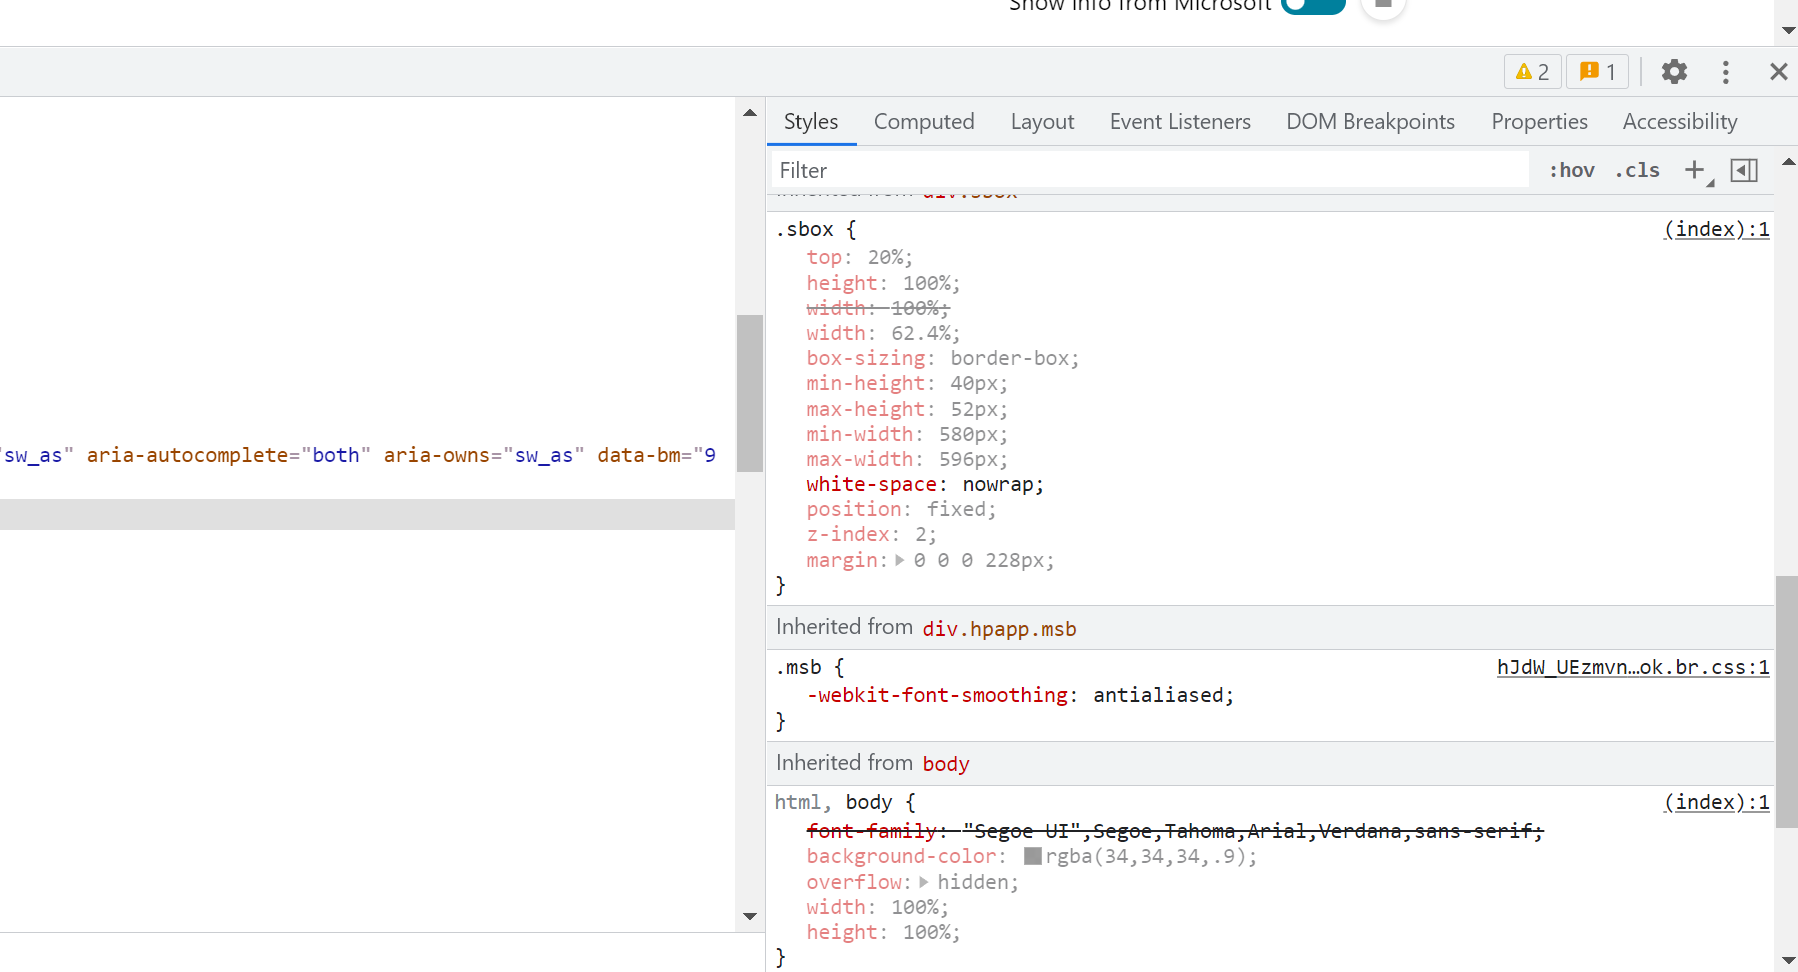 Show Info from Microsoft
2
1
Styles
Computed
Layout
Event Listeners
DOM Breakpoints
Properties
Accessibility
Filter
:hov
.cls
Inherited from div.sbox
.sbox {
(index):1
top: 20%;
height: 100%;
width: 100%;
width: 62.4%;
box-sizing: border-box;
min-height: 40px;
max-height: 52px;
min-width: 580px;
max-width: 596px;
white-space: nowrap;
position: fixed;
z-index: 2;
margin: 0 0 0 228px;
}
"sw_as" aria-autocomplete="both" aria-owns="sw_as" data-bm="9
Inherited from div.hpapp.msb
.msb {
hJdW_UEzmvn…ok.br.css:1
-webkit-font-smoothing: antialiased;
}
Inherited from body
html, body {
(index):1
font-family: "Segoe UI",Segoe,Tahoma,Arial,Verdana,sans-serif;
background-color: rgba(34,34,34,.9);
overflow: hidden;
width: 100%;
height: 100%;
}